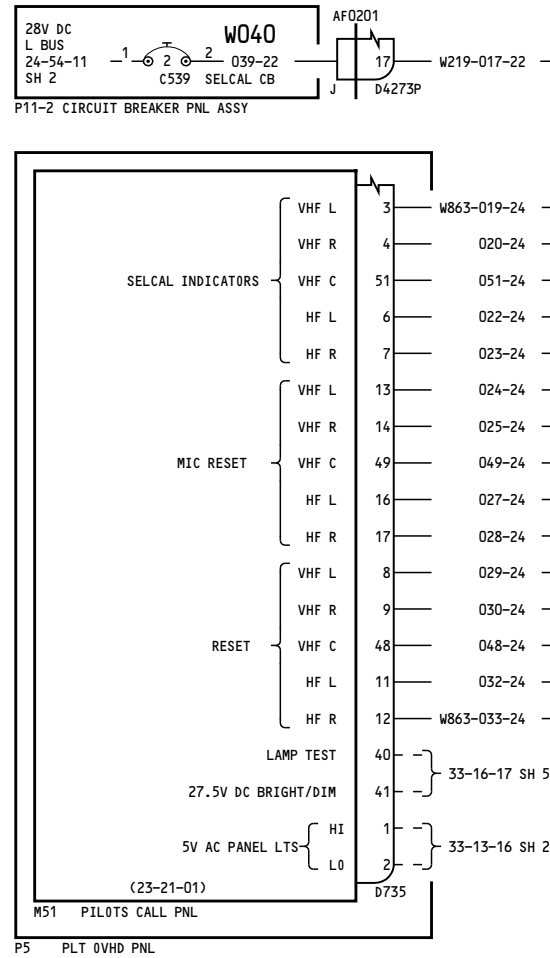 28V DC
L BUS
24-54-11
SH 2
1
2
2
C539
W040
039-22
SELCAL CB
AF0201
17
J
D4273P
W219-017-22
P11-2 CIRCUIT BREAKER PNL ASSY
SELCAL INDICATORS
VHF L 3 W863-019-24
VHF R 4 020-24
VHF C 51 051-24
HF L 6 022-24
HF R 7 023-24
MIC RESET
VHF L 13 024-24
VHF R 14 025-24
VHF C 49 049-24
HF L 16 027-24
HF R 17 028-24
RESET
VHF L 8 029-24
VHF R 9 030-24
VHF C 48 048-24
HF L 11 032-24
HF R 12 W863-033-24
LAMP TEST 40
27.5V DC BRIGHT/DIM 41
33-16-17 SH 5
5V AC PANEL LTS
HI 1
LO 2
33-13-16 SH 2
(23-21-01)
D735
M51 PILOTS CALL PNL
P5 PLT OVHD PNL